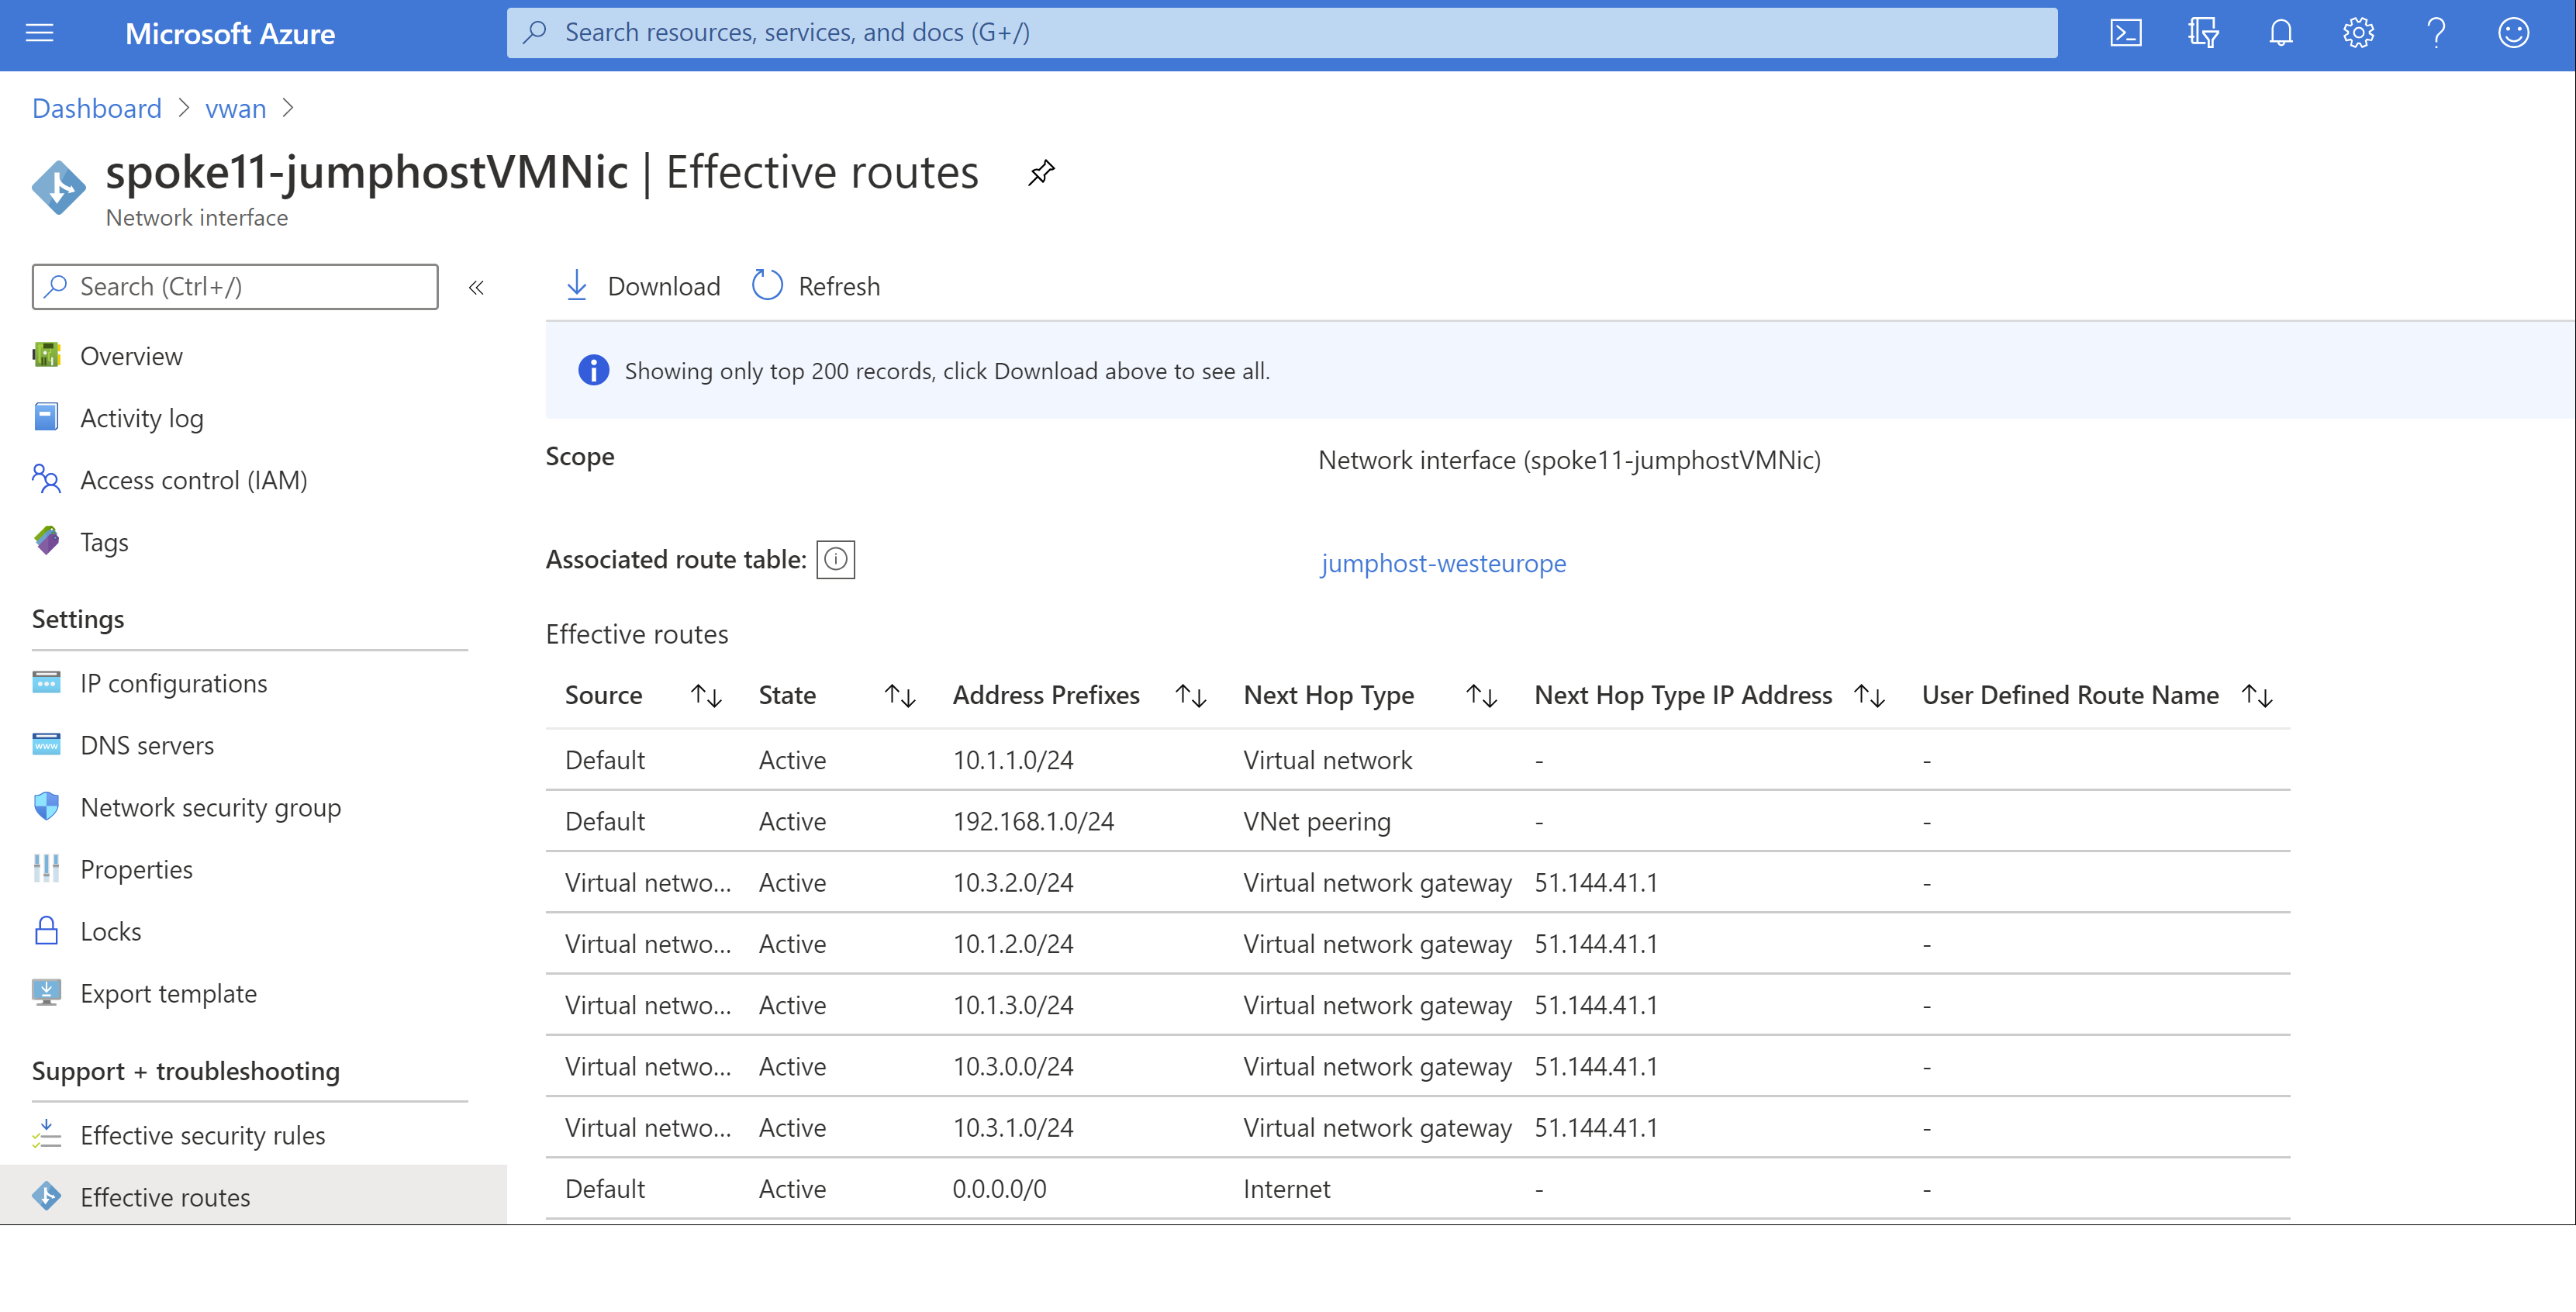 Microsoft Azure
Search resources, services, and docs (G+/)
Dashboard > vwan >
spoke11-jumphostVMNic | Effective routes
Network interface
Search (Ctrl+/)
«
Overview
Activity log
Access control (IAM)
Tags
Settings
IP configurations
DNS servers
Network security group
Properties
Locks
Export template
Support + troubleshooting
Effective security rules
Effective routes
Download Refresh
Showing only top 200 records, click Download above to see all.
Scope Network interface (spoke11-jumphostVMNic)
Associated route table: jumphost-westeurope
Effective routes
Source State Address Prefixes Next Hop Type Next Hop Type IP Address User Defined Route Name
Default Active 10.1.1.0/24 Virtual network - -
Default Active 192.168.1.0/24 VNet peering - -
Virtual netwo... Active 10.3.2.0/24 Virtual network gateway 51.144.41.1 -
Virtual netwo... Active 10.1.2.0/24 Virtual network gateway 51.144.41.1 -
Virtual netwo... Active 10.1.3.0/24 Virtual network gateway 51.144.41.1 -
Virtual netwo... Active 10.3.0.0/24 Virtual network gateway 51.144.41.1 -
Virtual netwo... Active 10.3.1.0/24 Virtual network gateway 51.144.41.1 -
Default Active 0.0.0.0/0 Internet - -